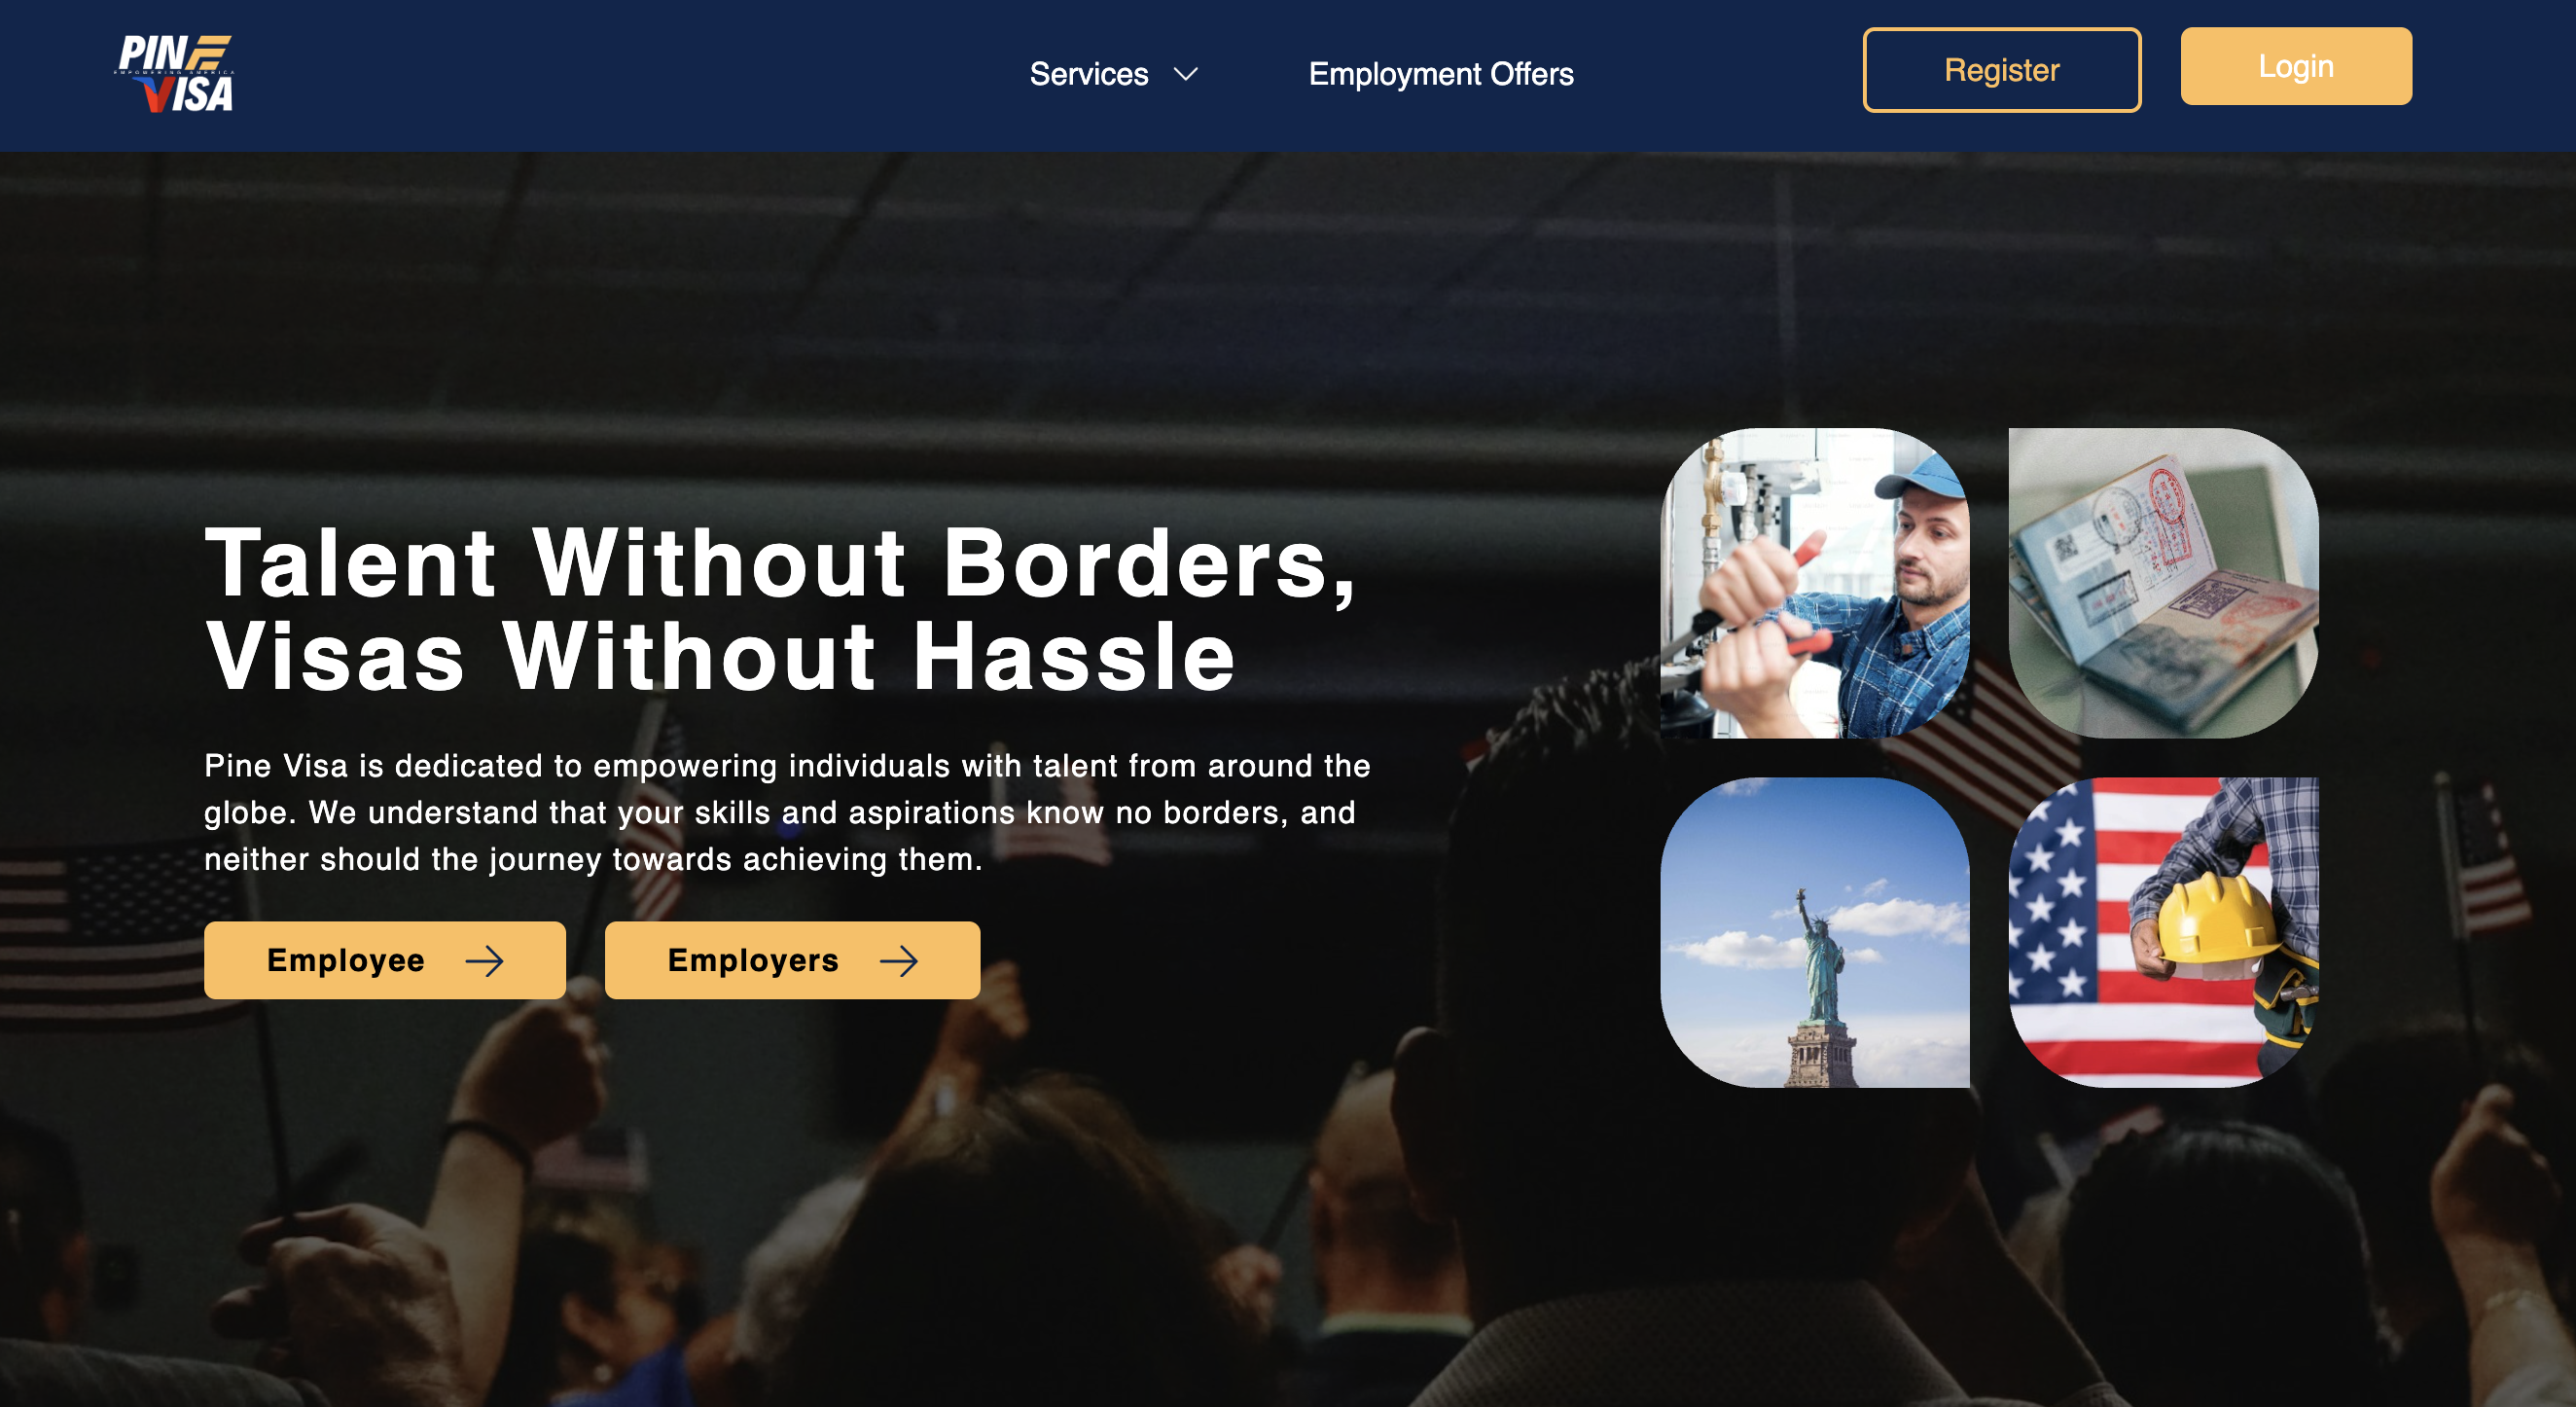 PINE
EMPOWERING AMERICA
VISA
Services
Employment Offers
Register
Login
Talent Without Borders,
Visas Without Hassle
Pine Visa is dedicated to empowering individuals with talent from around the
globe. We understand that your skills and aspirations know no borders, and
neither should the journey towards achieving them.
Employee
Employers